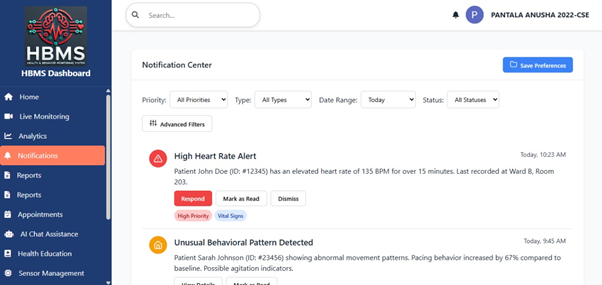 HBMS
HBMS Dashboard
Home
Live Monitoring
Analytics
Notifications
Reports
Reports
Appointments
AI Chat Assistance
Health Education
Sensor Management
Search...
P
PANTALA ANUSHA 2022-CSE
Notification Center
Save Preferences
Priority: All Priorities Type: All Types Date Range: Today Status: All Statuses
Advanced Filters
High Heart Rate Alert Today, 10:23 AM
Patient John Doe (ID: #12345) has an elevated heart rate of 135 BPM for over 15 minutes. Last recorded at Ward B, Room
203.
Respond Mark as Read Dismiss
High Priority Vital Signs
Unusual Behavioral Pattern Detected Today, 9:45 AM
Patient Sarah Johnson (ID: #23456) showing abnormal movement patterns. Pacing behavior increased by 67% compared to
baseline. Possible agitation indicators.
View Details Mark as Read